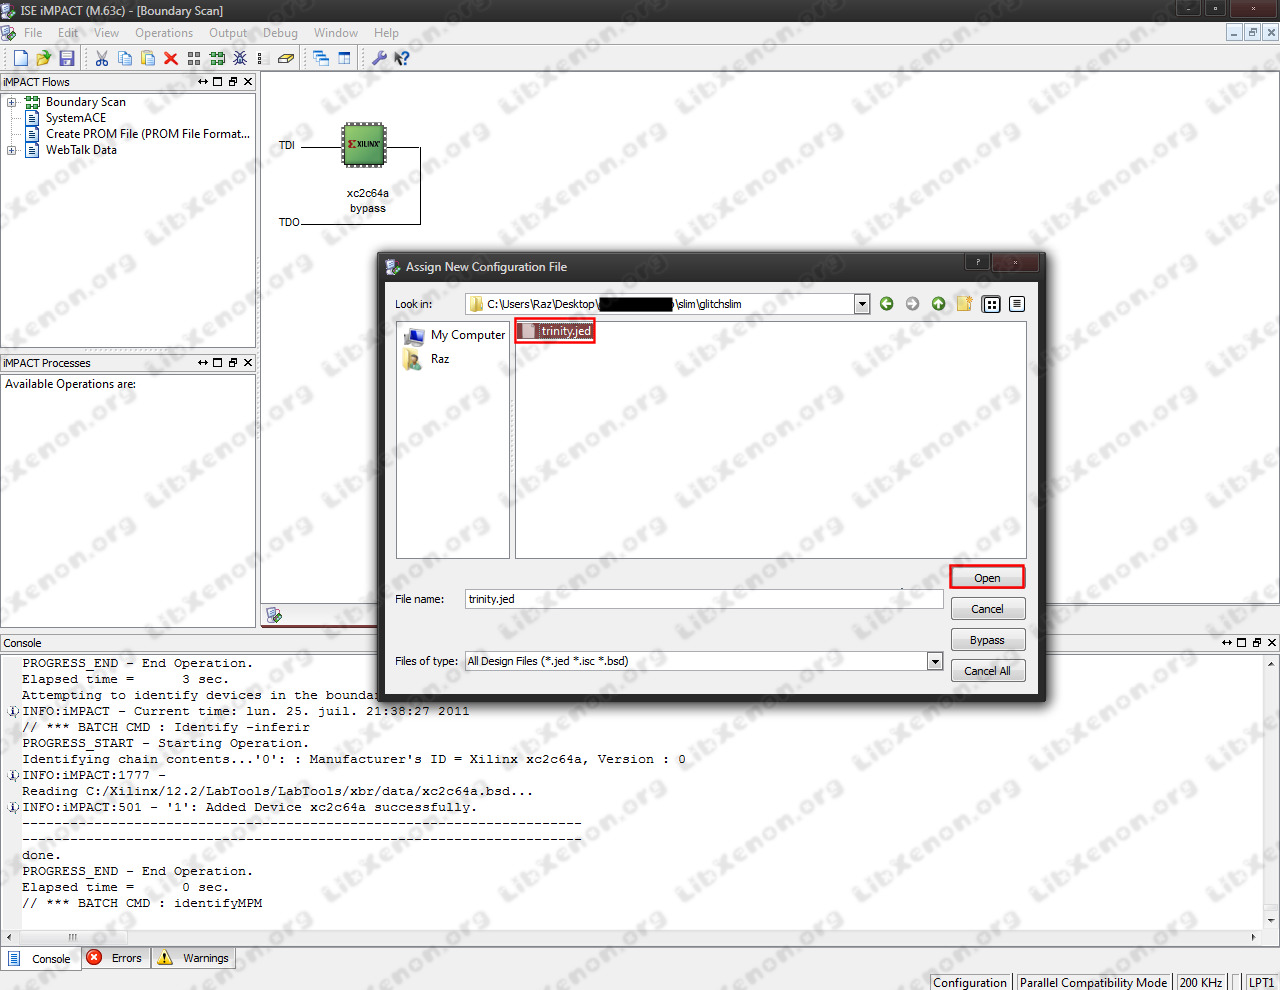 ISE iMPACT (M.63c) - [Boundary Scan]
File Edit View Operations Output Debug Window Help
iMPACT Flows
Boundary Scan
SystemACE
Create PROM File (PROM File Format...
WebTalk Data
TDI
XILINX
xc2c64a
bypass
TDO
iMPACT Processes
Available Operations are:
Assign New Configuration File
Look in:
C:\Users\Raz\Desktop\
\slim\glitchslim
My Computer
Raz
trinity.jed
File name:
trinity.jed
Files of type:
All Design Files (*.jed *.isc *.bsd)
Open
Cancel
Bypass
Cancel All
Console
PROGRESS_END - End Operation.
Elapsed time =      3 sec.
Attempting to identify devices in the bounda
INFO:iMPACT - Current time: lun. 25. juil. 21:38:27 2011
// *** BATCH CMD : Identify -inferir
PROGRESS_START - Starting Operation.
Identifying chain contents...'0': : Manufacturer's ID = Xilinx xc2c64a, Version : 0
INFO:iMPACT:1777 -
Reading C:/Xilinx/12.2/LabTools/LabTools/xbr/data/xc2c64a.bsd...
INFO:iMPACT:501 - '1': Added Device xc2c64a successfully.
----------------------------------------------------------------------
----------------------------------------------------------------------
done.
PROGRESS_END - End Operation.
Elapsed time =      0 sec.
// *** BATCH CMD : identifyMPM
Console
Errors
Warnings
Configuration
Parallel Compatibility Mode
200 KHz
LPT1
LibXenon.org